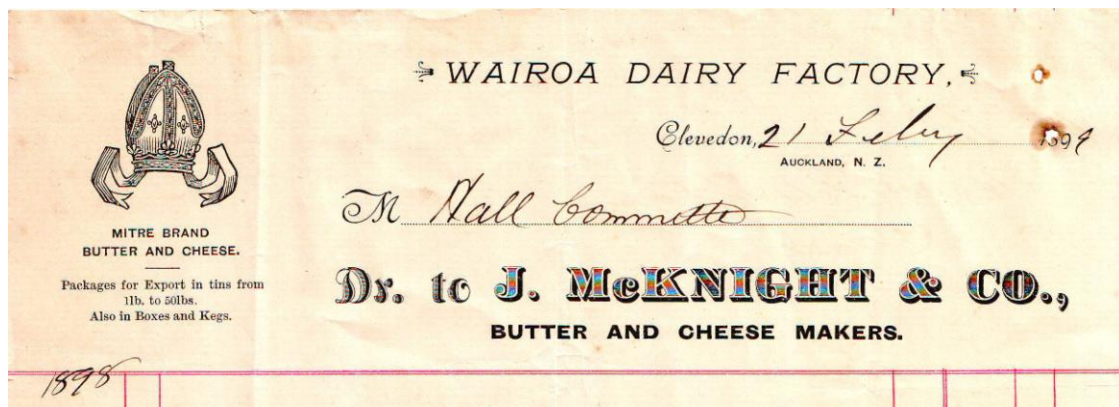 WAIROA DAIRY FACTORY,
Clevedon, 21 Feby 1899
AUCKLAND, N. Z.
M Hall Committe
Dr. to J. McKNIGHT & CO.,
BUTTER AND CHEESE MAKERS.
MITRE BRAND
BUTTER AND CHEESE.
Packages for Export in tins from
1lb. to 50lbs.
Also in Boxes and Kegs.
1898